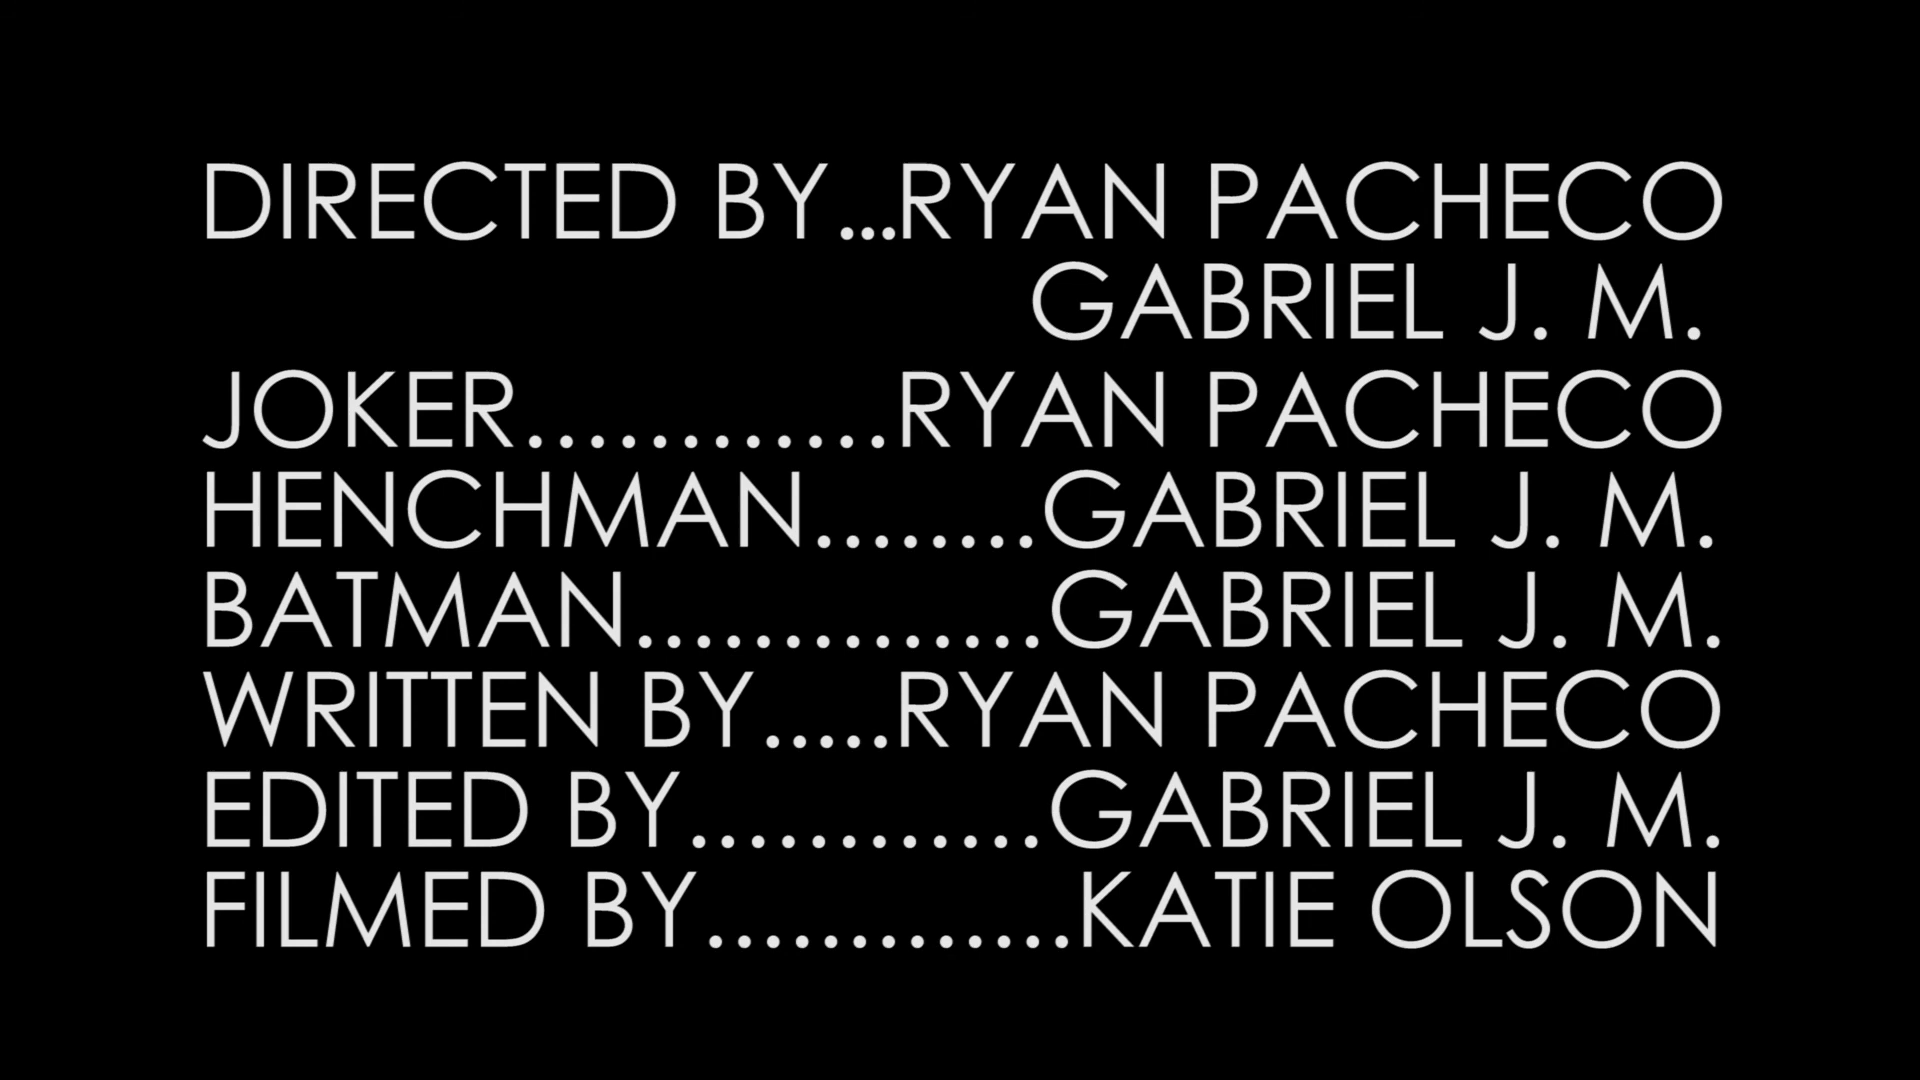 DIRECTED BY...RYAN PACHECO
GABRIEL J. M.
JOKER............RYAN PACHECO
HENCHMAN........GABRIEL J. M.
BATMAN..............GABRIEL J. M.
WRITTEN BY.....RYAN PACHECO
EDITED BY............GABRIEL J. M.
FILMED BY.............KATIE OLSON